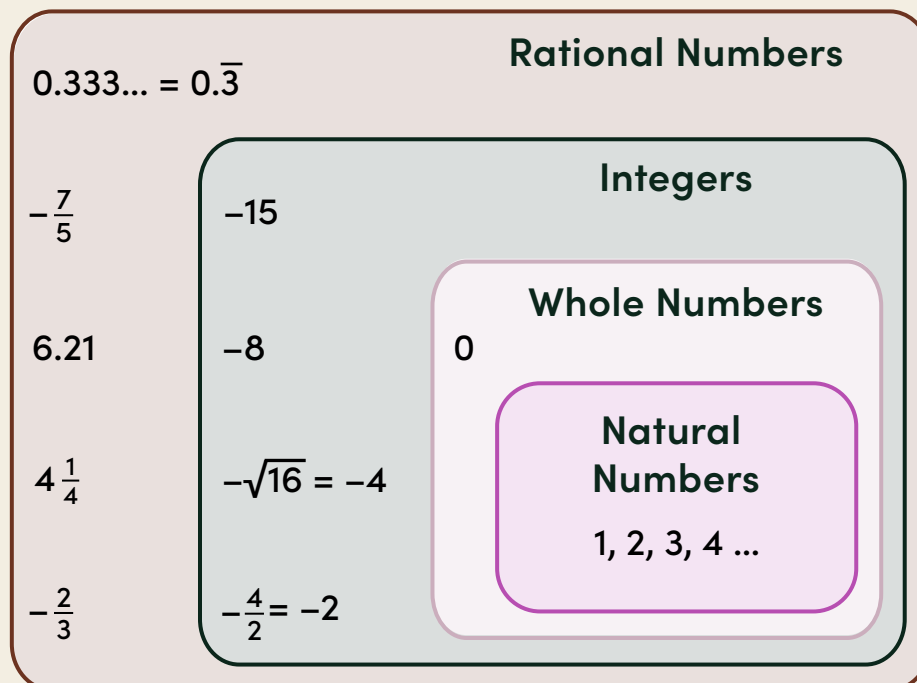 Rational Numbers
0.333... = 0.3̅
Integers
−7/5
−15
Whole Numbers
6.21
−8
0
Natural
Numbers
4 1/4
−√16 = −4
1, 2, 3, 4 ...
−2/3
−4/2 = −2